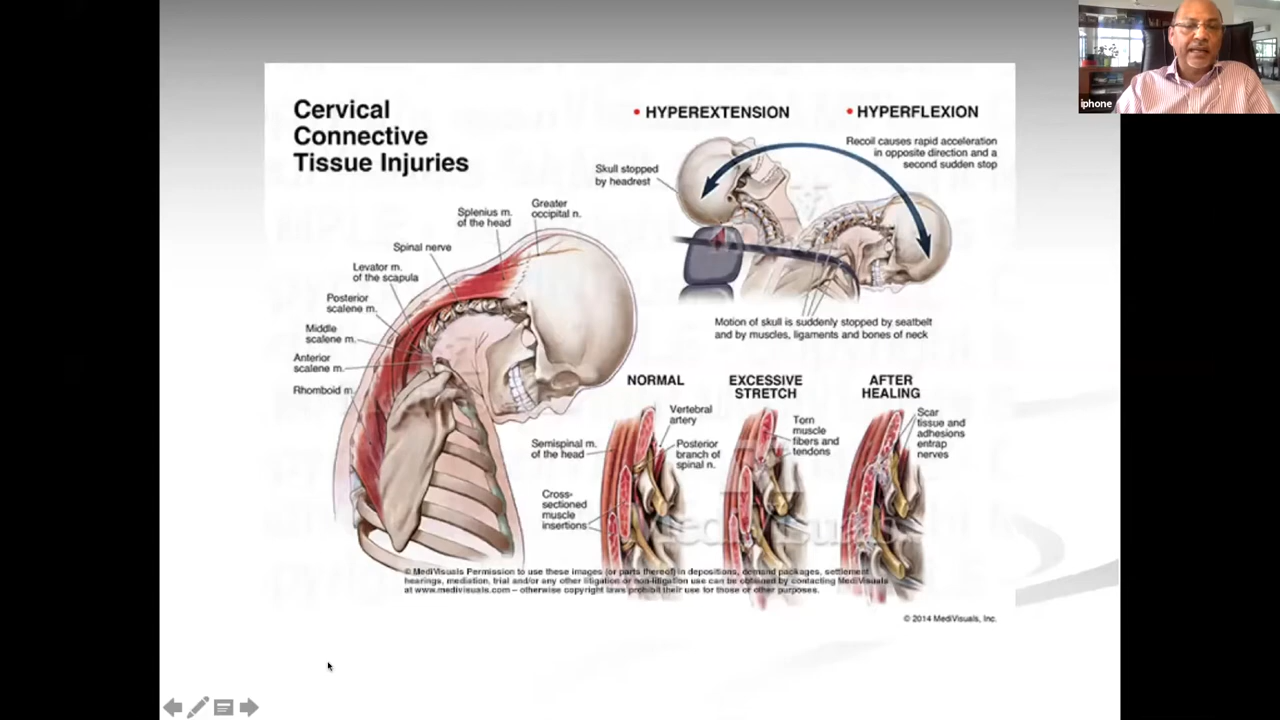 Cervical
Connective
Tissue Injuries
• HYPEREXTENSION
• HYPERFLEXION
Recoil causes rapid acceleration
in opposite direction and a
second sudden stop
Skull stopped
by headrest
Motion of skull is suddenly stopped by seatbelt
and by muscles, ligaments and bones of neck
Greater
occipital n.
Splenius m.
of the head
Spinal nerve
Levator m.
of the scapula
Posterior
scalene m.
Middle
scalene m.
Anterior
scalene m.
Rhomboid m.
NORMAL
Vertebral
artery
Semispinal m.
of the head
Posterior
branch of
spinal n.
Cross-
sectioned
muscle
insertions
EXCESSIVE
STRETCH
Torn
muscle
fibers and
tendons
AFTER
HEALING
Scar
tissue and
adhesions
entrap
nerves
MediVisuals
© MediVisuals Permission to use these images (or parts thereof) in depositions, demand packages, settlement
hearings, mediation, trial and/or any other litigation or non-litigation use can be obtained by contacting MediVisuals
at www.medivisuals.com – otherwise copyright laws prohibit their use for those or other purposes.
© 2014 MediVisuals, Inc.
iphone